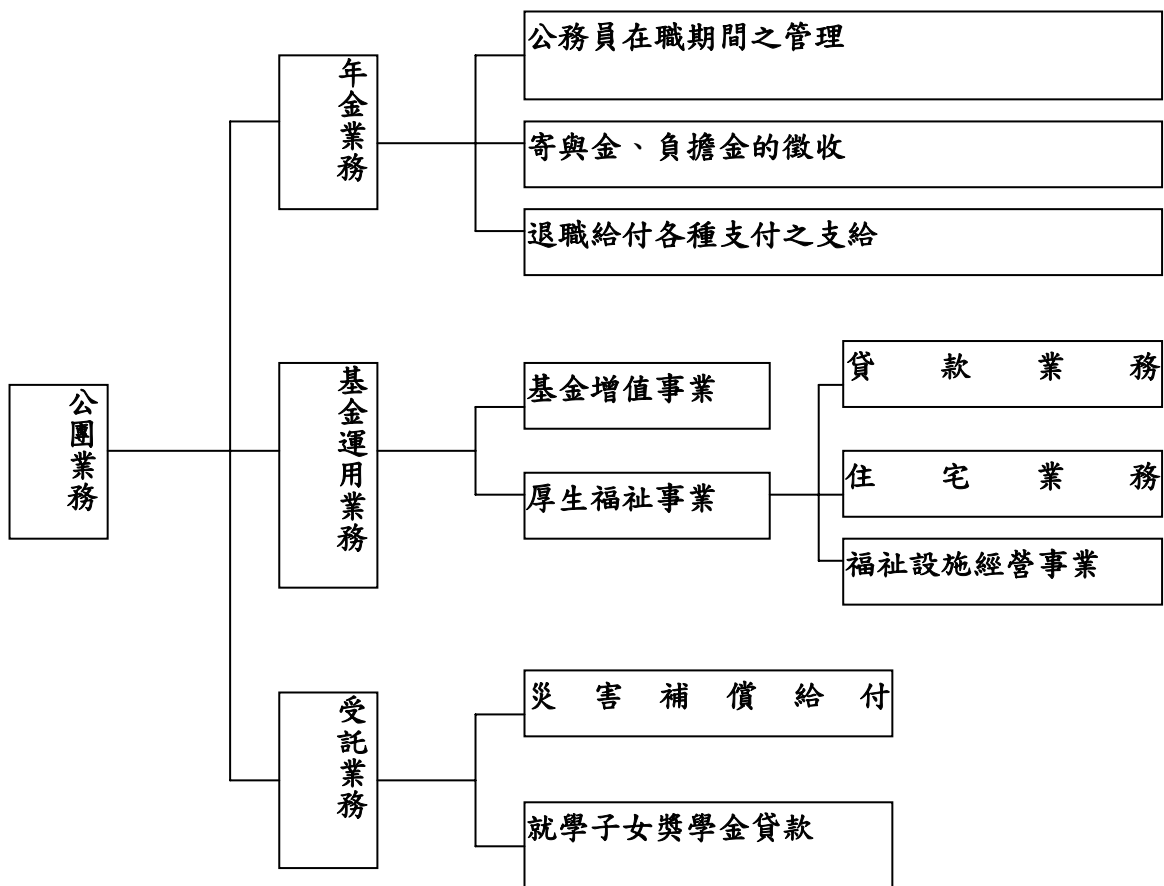 公團業務
年金業務
公務員在職期間之管理
寄與金、負擔金的徵收
退職給付各種支付之支給
基金運用業務
基金增值事業
厚生福祉事業
貸款業務
住宅業務
福祉設施經營事業
受託業務
災害補償給付
就學子女獎學金貸款